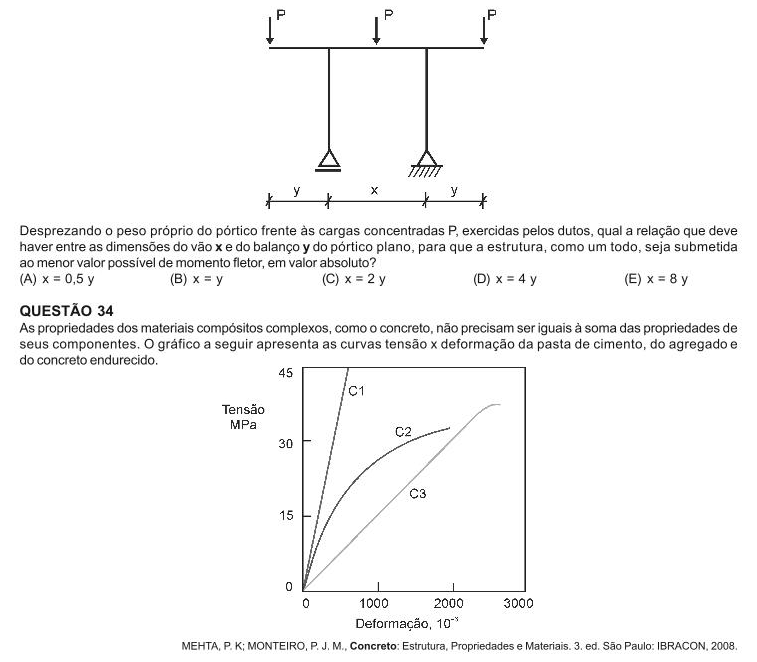 P P P
y x y
Desprezando o peso próprio do pórtico frente às cargas concentradas P, exercidas pelos dutos, qual a relação que deve
haver entre as dimensões do vão x e do balanço y do pórtico plano, para que a estrutura, como um todo, seja submetida
ao menor valor possível de momento fletor, em valor absoluto?
(A) x = 0,5 y (B) x = y (C) x = 2 y (D) x = 4 y (E) x = 8 y
QUESTÃO 34
As propriedades dos materiais compósitos complexos, como o concreto, não precisam ser iguais à soma das propriedades de
seus componentes. O gráfico a seguir apresenta as curvas tensão x deformação da pasta de cimento, do agregado e
do concreto endurecido.
45
C1
Tensão
MPa
C2
30
C3
15
0
0 1000 2000 3000
Deformação, 10⁻
MEHTA, P. K; MONTEIRO, P. J. M., Concreto: Estrutura, Propriedades e Materiais. 3. ed. São Paulo: IBRACON, 2008.